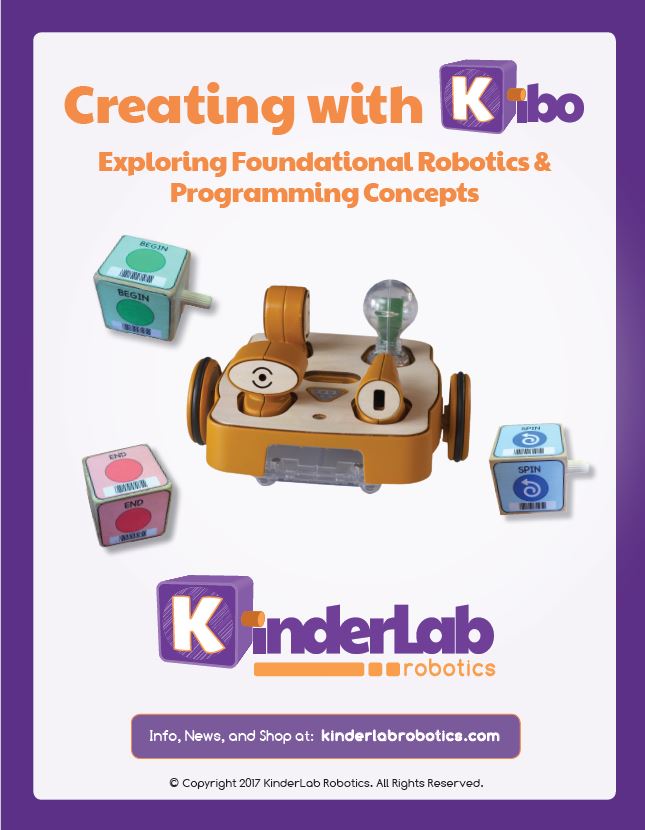 Creating with Kibo
Exploring Foundational Robotics &
Programming Concepts
BEGIN
BEGIN
END
END
SPIN
SPIN
KinderLab
robotics
Info, News, and Shop at: kinderlabrobotics.com
© Copyright 2017 KinderLab Robotics. All Rights Reserved.